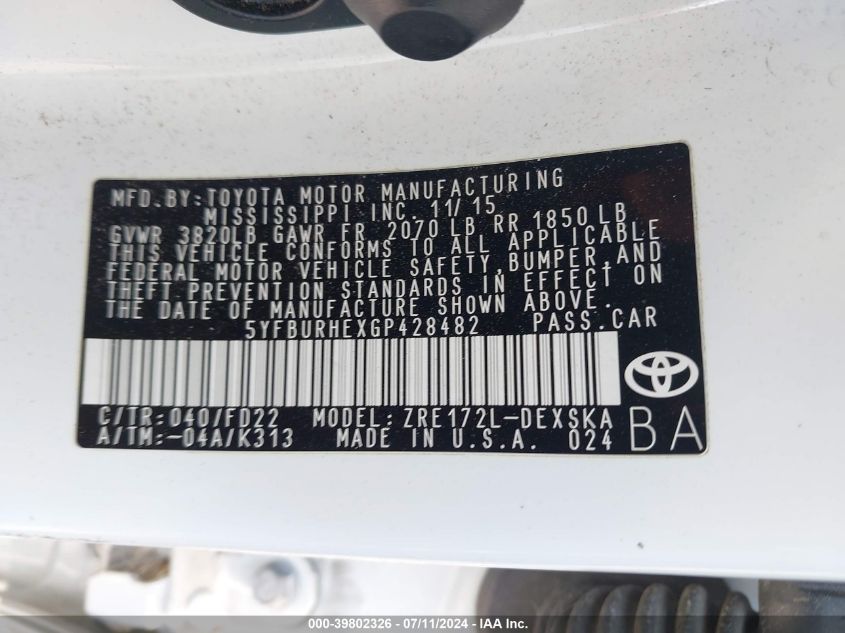 MFD.BY:TOYOTA MOTOR MANUFACTURING
MISSISSIPPI INC. 11/15
GVWR 3820LB GAWR FR 2070 LB RR 1850 LB
THIS VEHICLE CONFORMS TO ALL APPLICABLE
FEDERAL MOTOR VEHICLE SAFETY,BUMPER,AND
THEFT PREVENTION STANDARDS IN EFFECT ON
THE DATE OF MANUFACTURE SHOWN ABOVE.
5YFBURHEXGP428482 PASS.CAR
C/TR:040/FD22 MODEL:ZRE172L-DEXSKA
A/TM:-04A/K313 MADE IN U.S.A. 024 BA
000-39802326 - 07/11/2024 - IAA Inc.